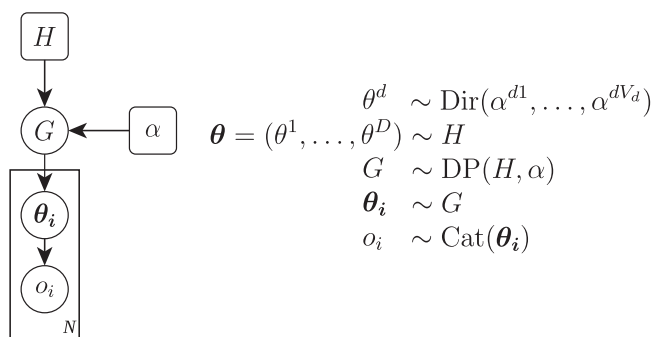 H
G
α
θ_i
o_i
N
θ^d ∼ Dir(α^{d1}, . . . , α^{dV_d})
θ = (θ^1, . . . , θ^D) ∼ H
G ∼ DP(H, α)
θ_i ∼ G
o_i ∼ Cat(θ_i)